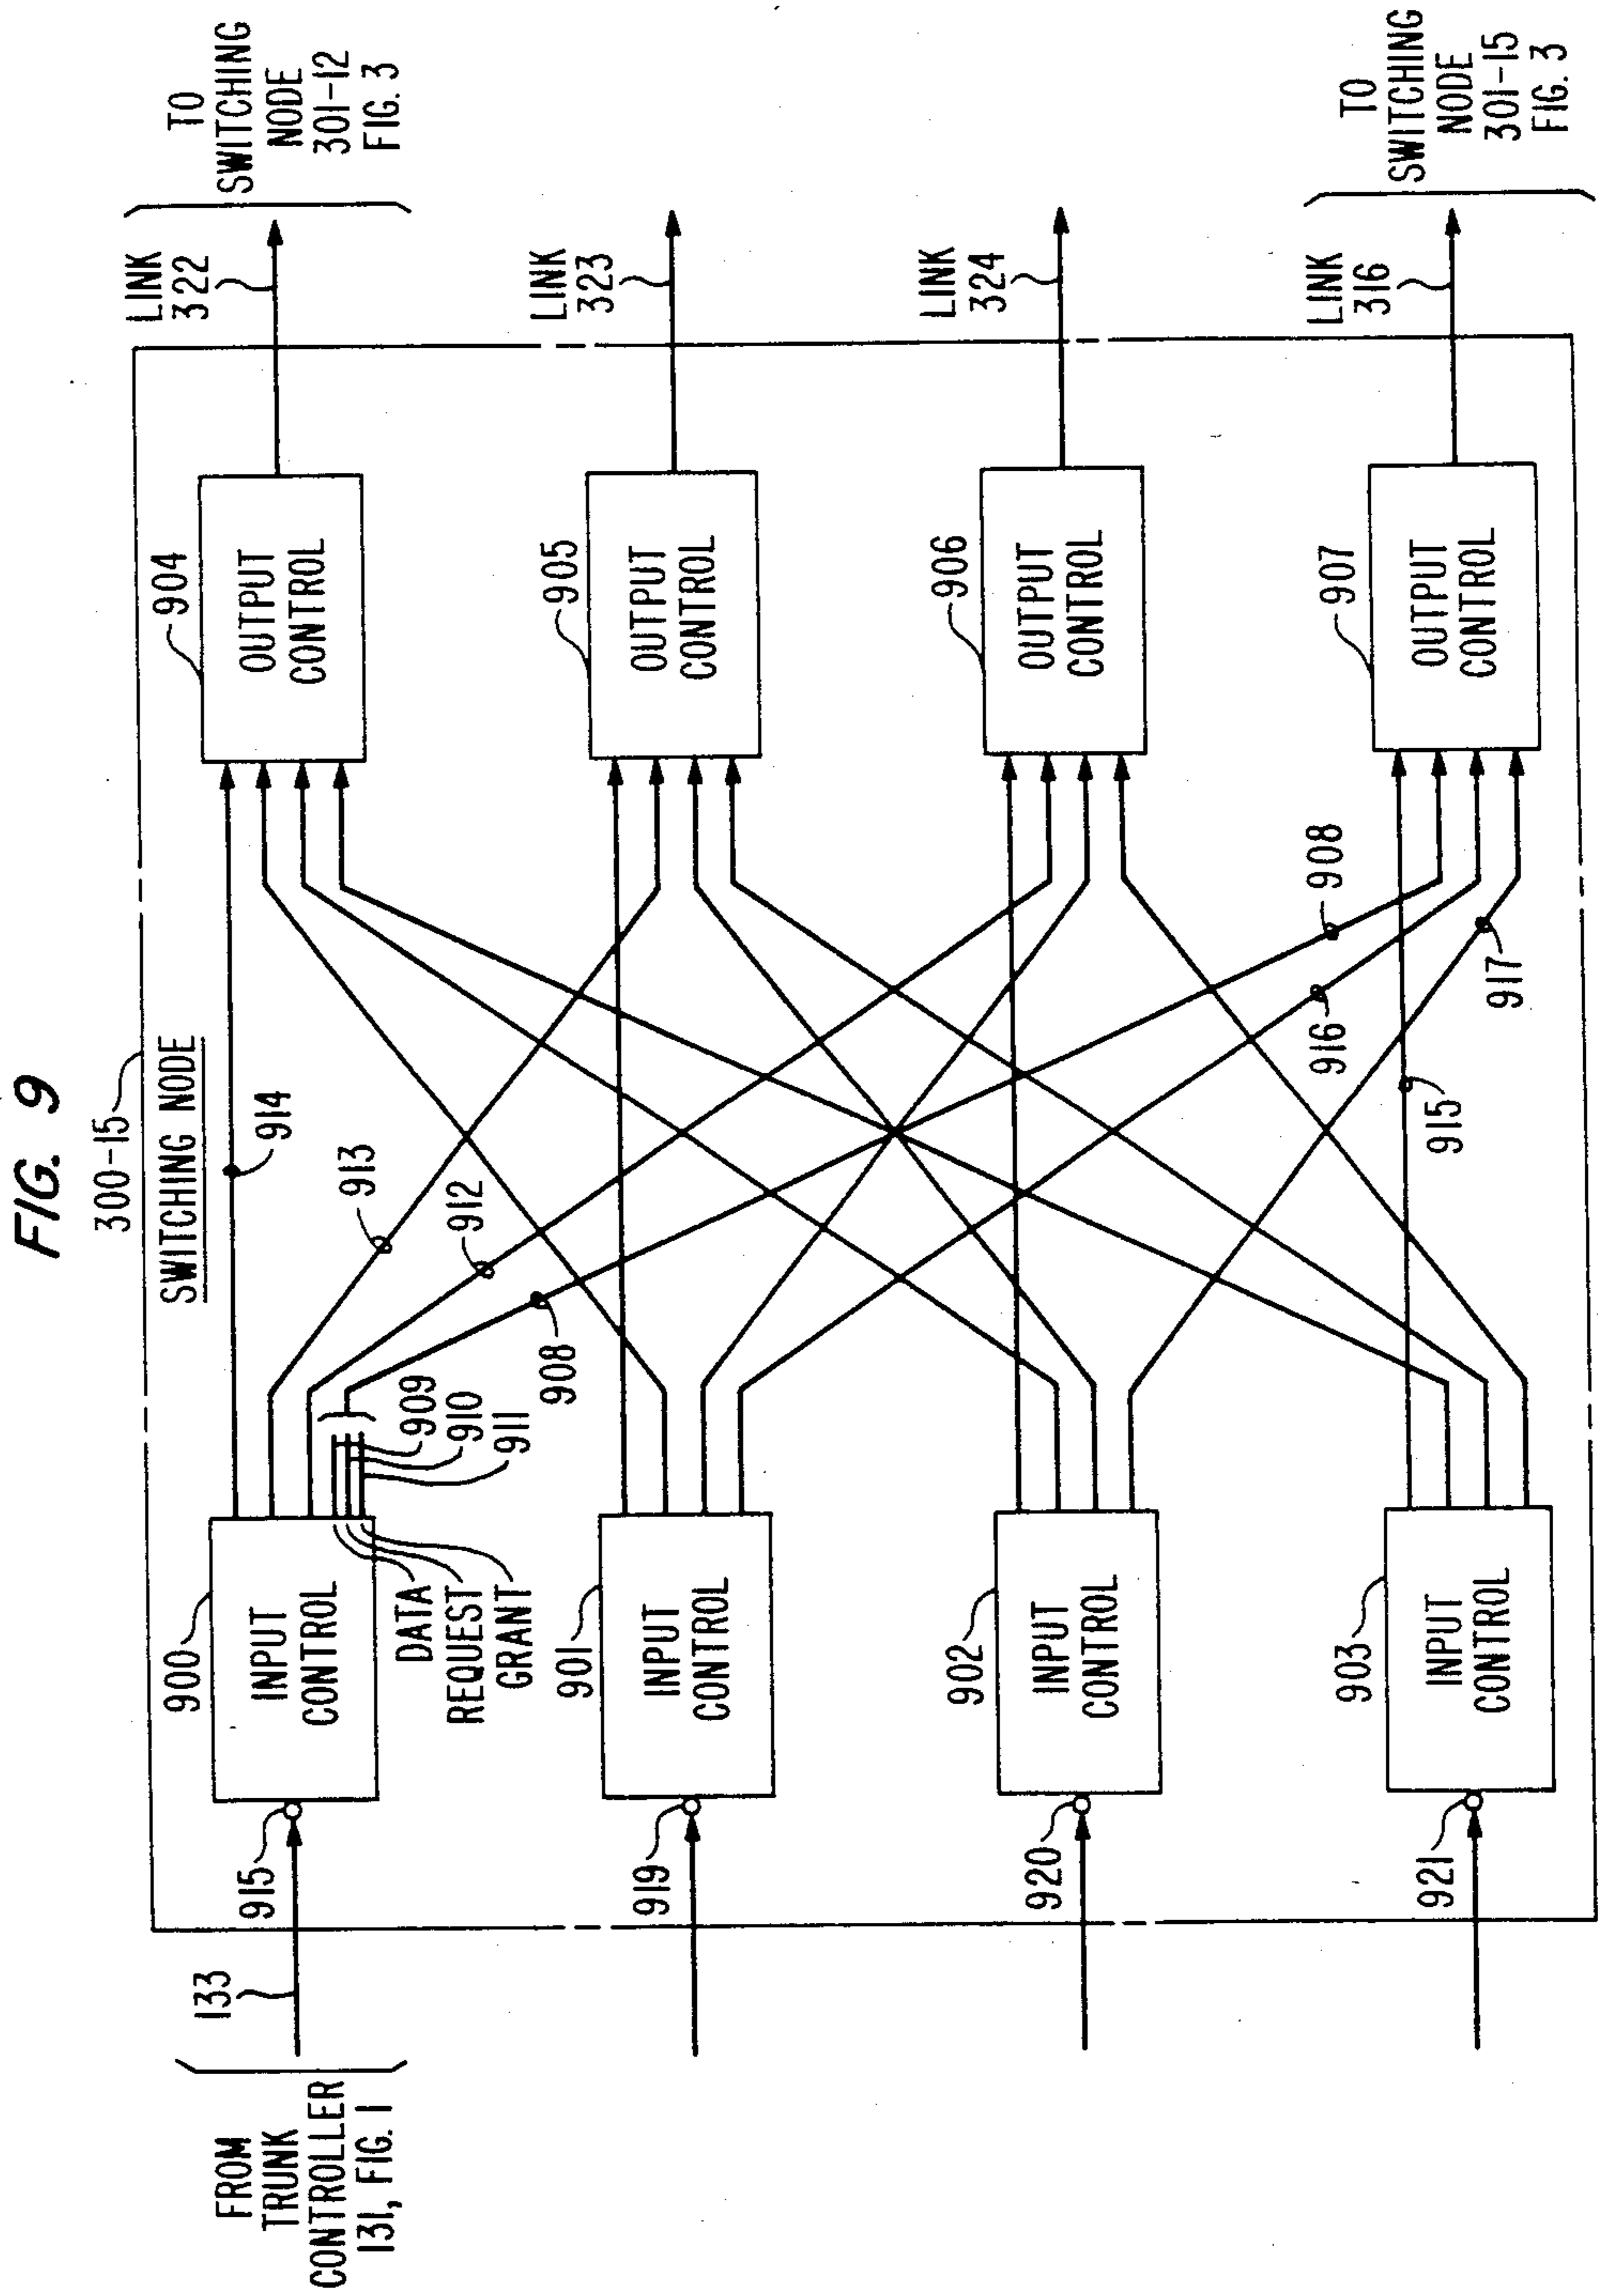 FIG. 9
300-15
SWITCHING NODE
FROM
TRUNK
CONTROLLER
131, FIG. 1
133
915
900
INPUT
CONTROL
DATA
REQUEST
GRANT
909
910
911
908
912
913
914
904
OUTPUT
CONTROL
LINK
322
TO
SWITCHING
NODE
301-12
FIG. 3
919
901
INPUT
CONTROL
905
OUTPUT
CONTROL
LINK
323
920
902
INPUT
CONTROL
906
OUTPUT
CONTROL
LINK
324
921
903
INPUT
CONTROL
915
916
908
917
907
OUTPUT
CONTROL
LINK
316
TO
SWITCHING
NODE
301-15
FIG. 3